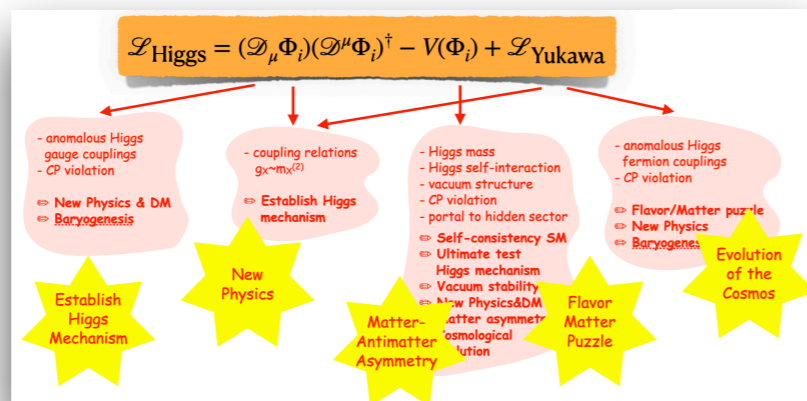 ℒHiggs = (𝒟μΦi)(𝒟^μΦi)† − V(Φi) + ℒYukawa
- anomalous Higgs
gauge couplings
- CP violation
✏ New Physics & DM
✏ Baryogenesis
- coupling relations
gx~mx(2)
✏ Establish Higgs
mechanism
- Higgs mass
- Higgs self-interaction
- vacuum structure
- CP violation
- portal to hidden sector
✏ Self-consistency SM
✏ Ultimate test
Higgs mechanism
✏ Vacuum stability
Physics&DM
- anomalous Higgs
fermion couplings
- CP violation
✏ Flavor/Matter puzzle
✏ New Physics
✏
Establish
Higgs
Mechanism
New
Physics
Matter-
Antimatter
Asymmetry
Flavor
Matter
Puzzle
Evolution
of the
Cosmos